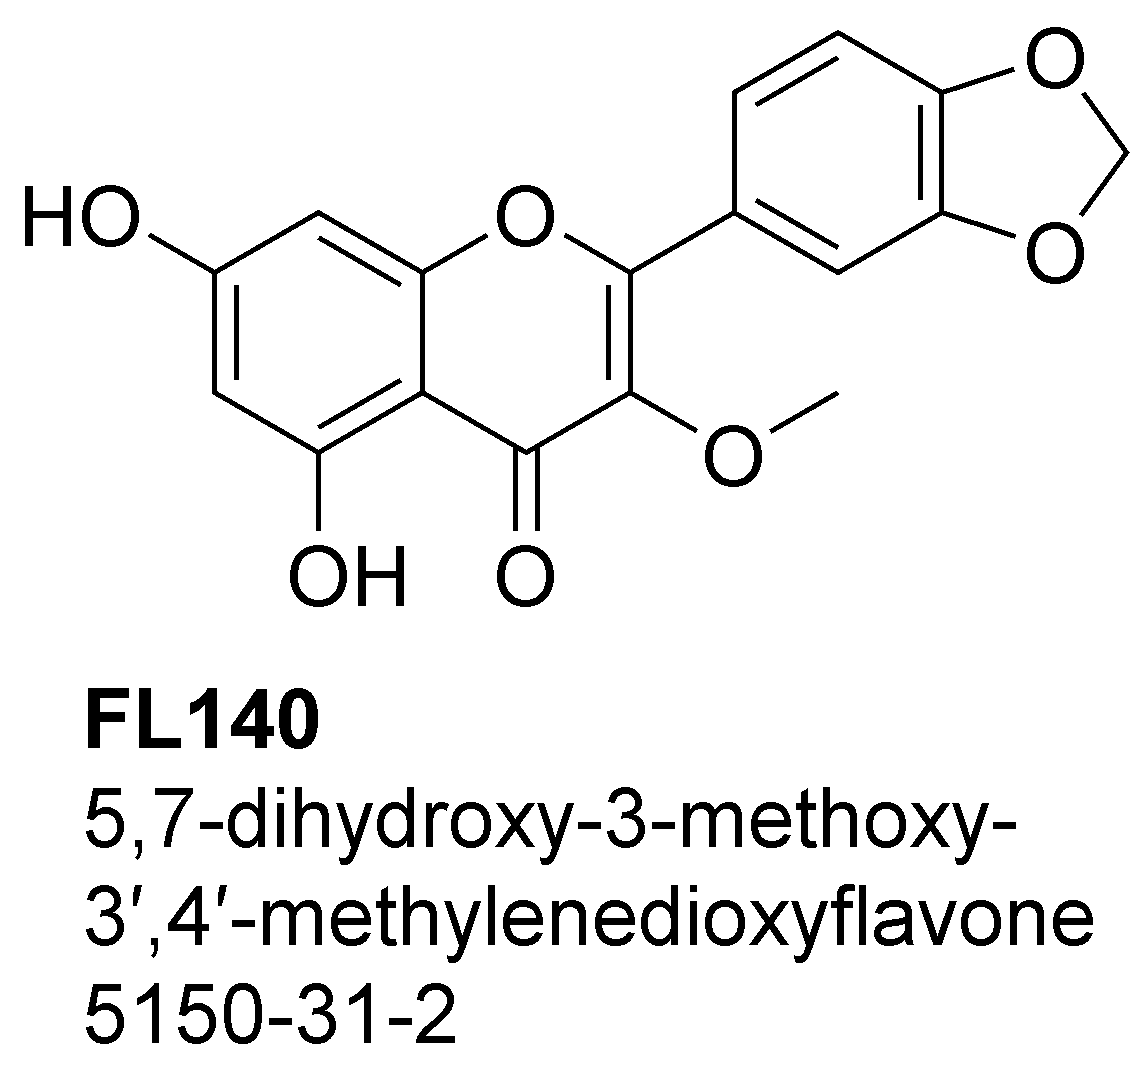 O
HO
O
O
O
OH
O
FL140
5,7-dihydroxy-3-methoxy-
3′,4′-methylenedioxyflavone
5150-31-2